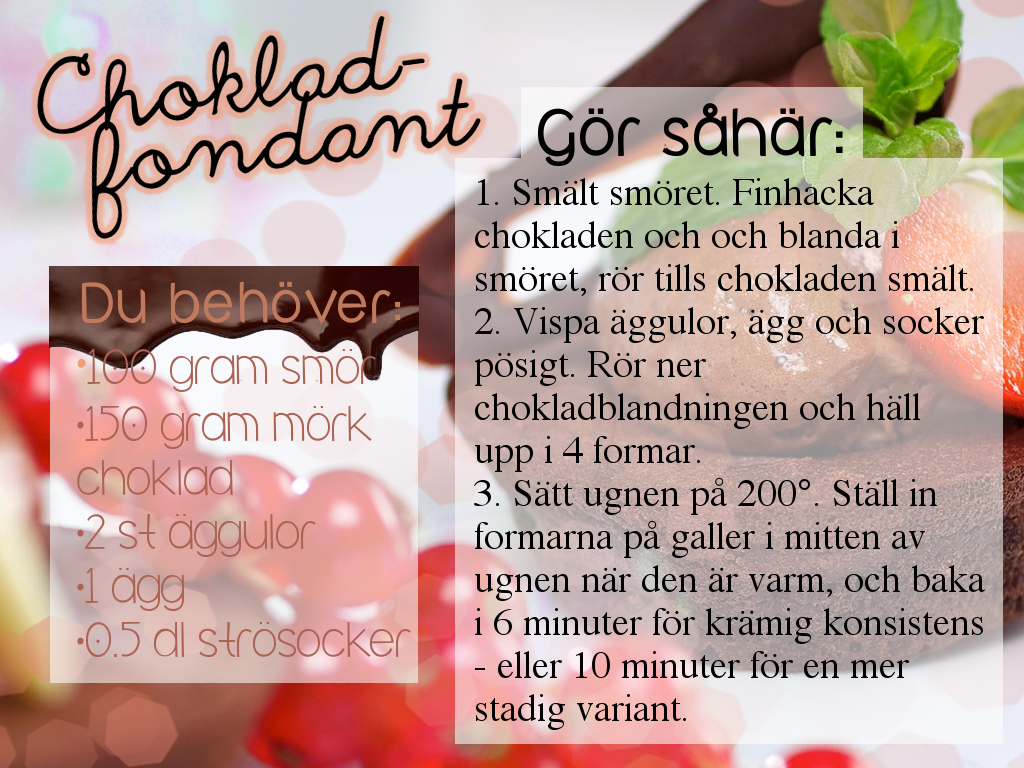 Choklad-
fondant
Du behöver:
•100 gram smör
•150 gram mörk
choklad
•2 st äggulor
•1 ägg
•0.5 dl strösocker
Gör såhär:
1. Smält smöret. Finhacka
chokladen och och blanda i
smöret, rör tills chokladen smält.
2. Vispa äggulor, ägg och socker
pösigt. Rör ner
chokladblandningen och häll
upp i 4 formar.
3. Sätt ugnen på 200°. Ställ in
formarna på galler i mitten av
ugnen när den är varm, och baka
i 6 minuter för krämig konsistens
- eller 10 minuter för en mer
stadig variant.